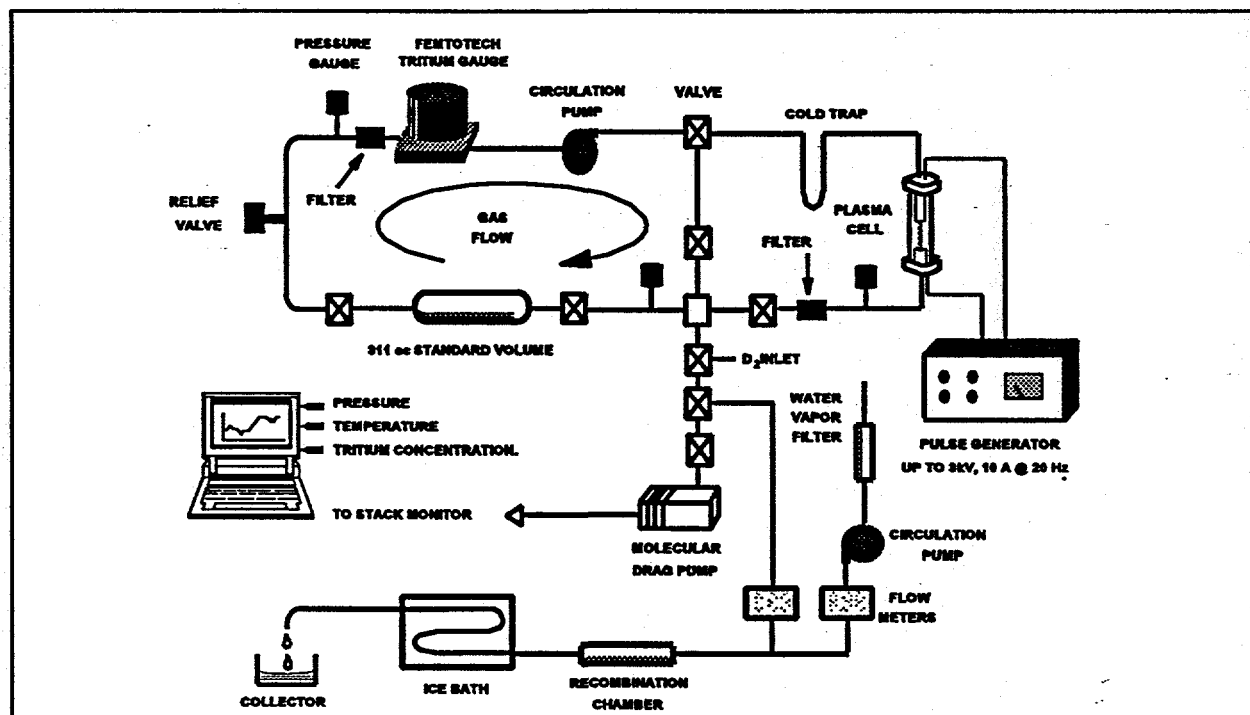 PRESSURE
GAUGE
FEMTOTECH
TRITIUM GAUGE
CIRCULATION
PUMP
VALVE
COLD TRAP
RELIEF
VALVE
FILTER
GAS
FLOW
FILTER
PLASMA
CELL
311 cc STANDARD VOLUME
D2 INLET
PRESSURE
TEMPERATURE
TRITIUM CONCENTRATION.
WATER
VAPOR
FILTER
PULSE GENERATOR
UP TO 3kV, 10 A @ 20 Hz
TO STACK MONITOR
MOLECULAR
DRAG PUMP
CIRCULATION
PUMP
FLOW
METERS
COLLECTOR
ICE BATH
RECOMBINATION
CHAMBER